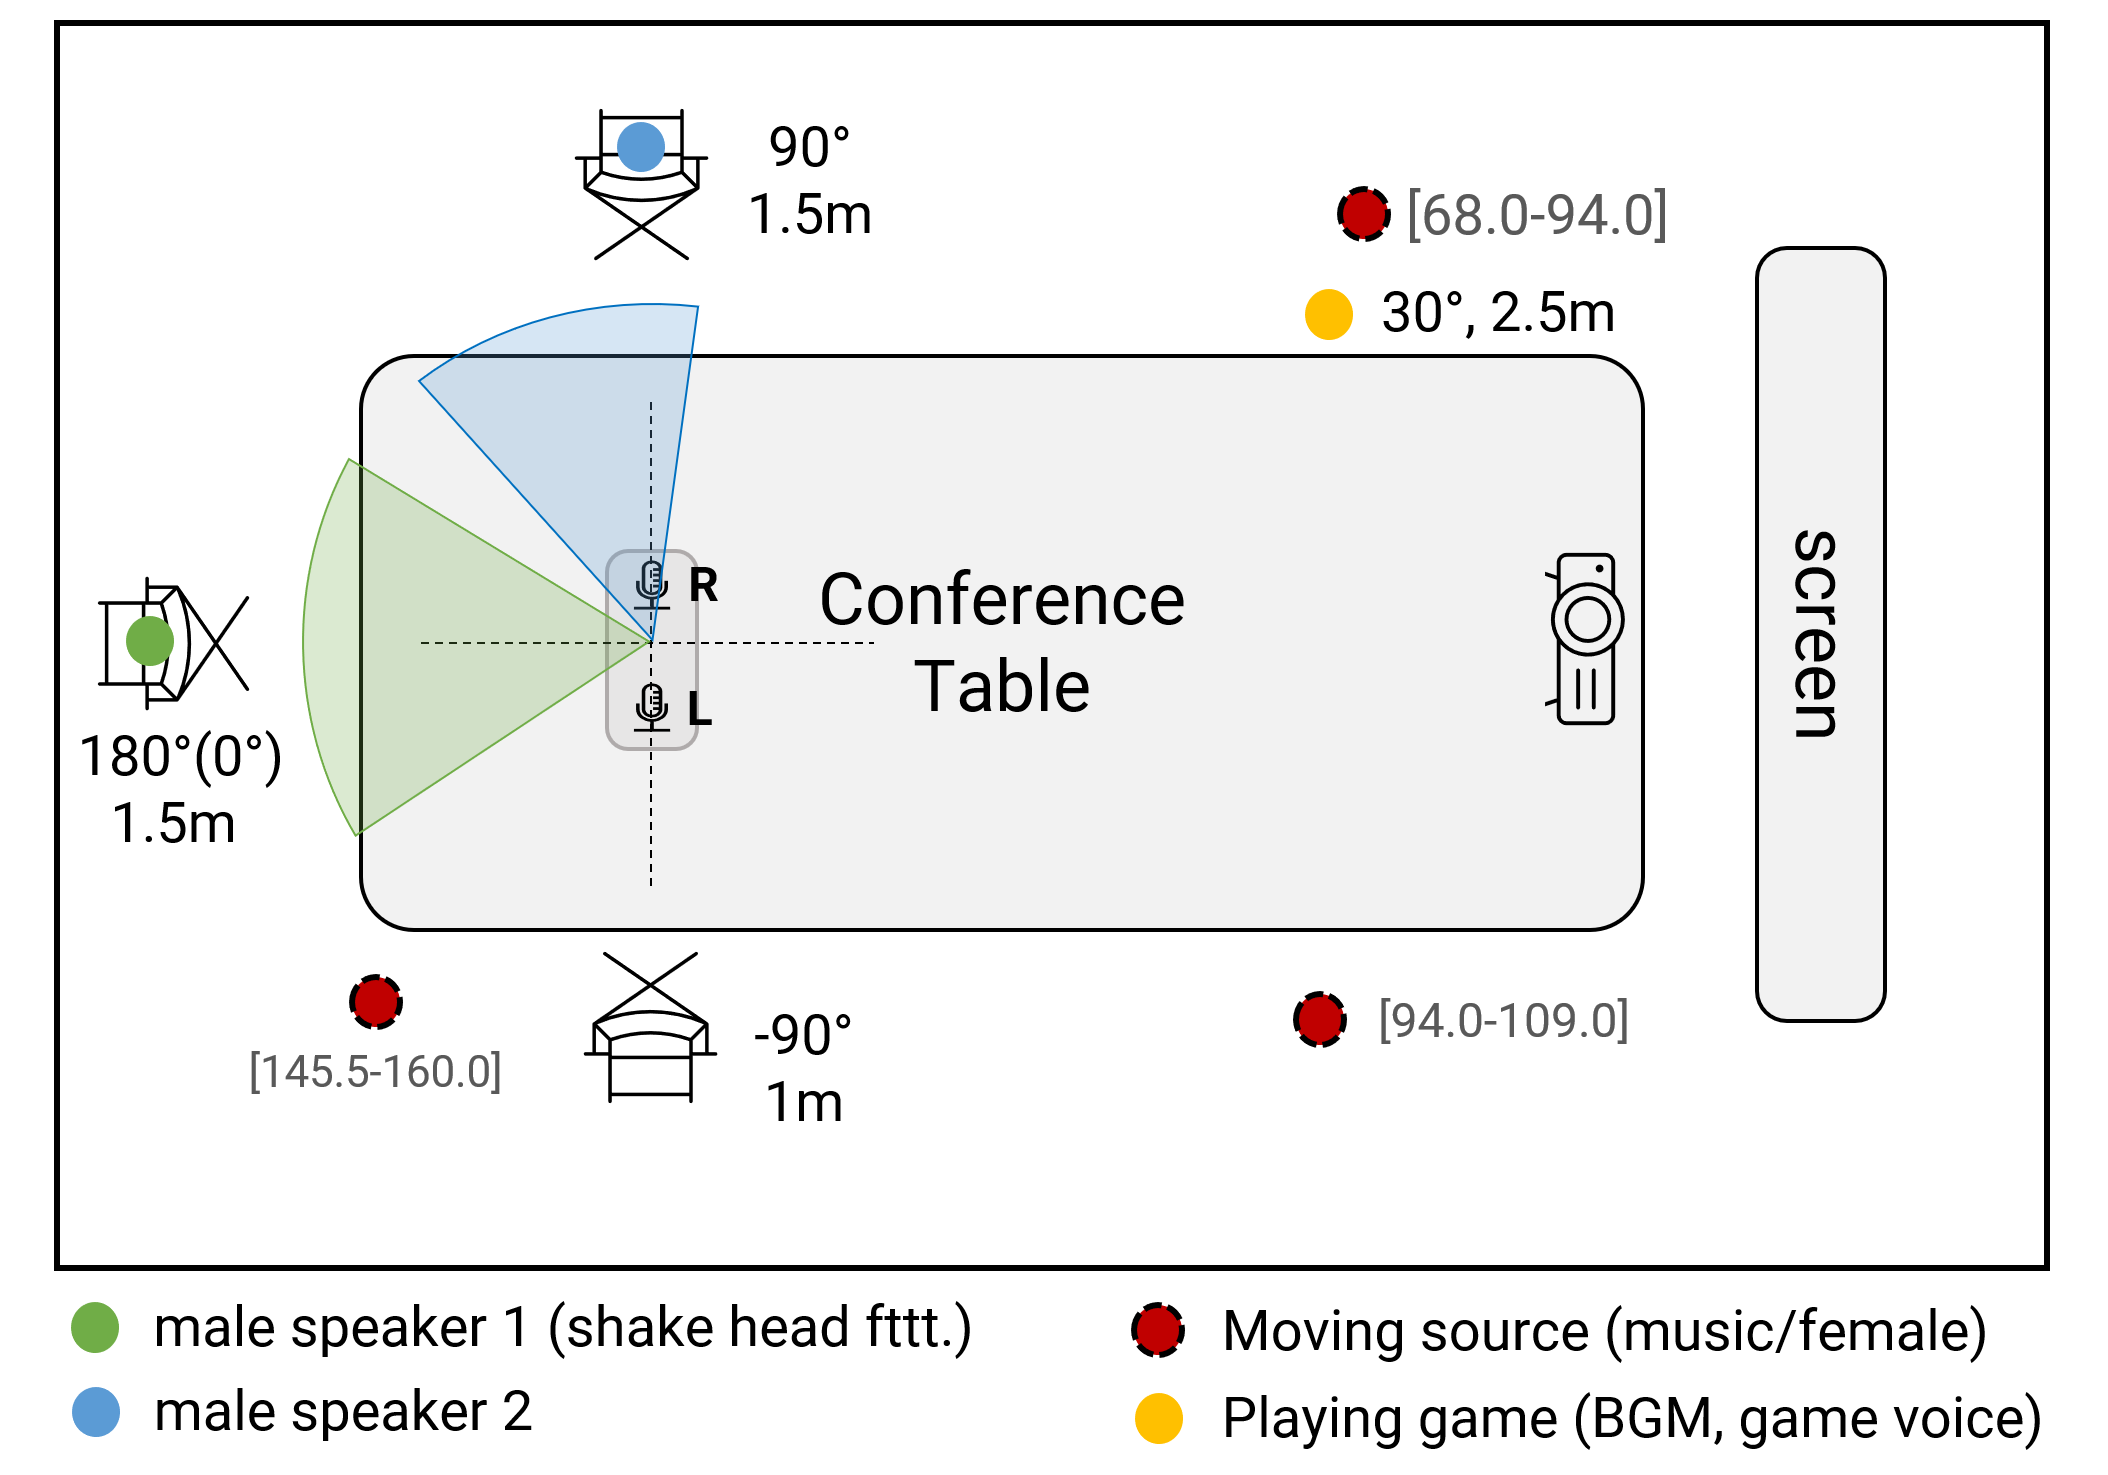 90°
1.5m
[68.0-94.0]
30°, 2.5m
R
Conference
Table
L
screen
180°(0°)
1.5m
[145.5-160.0]
-90°
1m
[94.0-109.0]
male speaker 1 (shake head fttt.)
male speaker 2
Moving source (music/female)
Playing game (BGM, game voice)